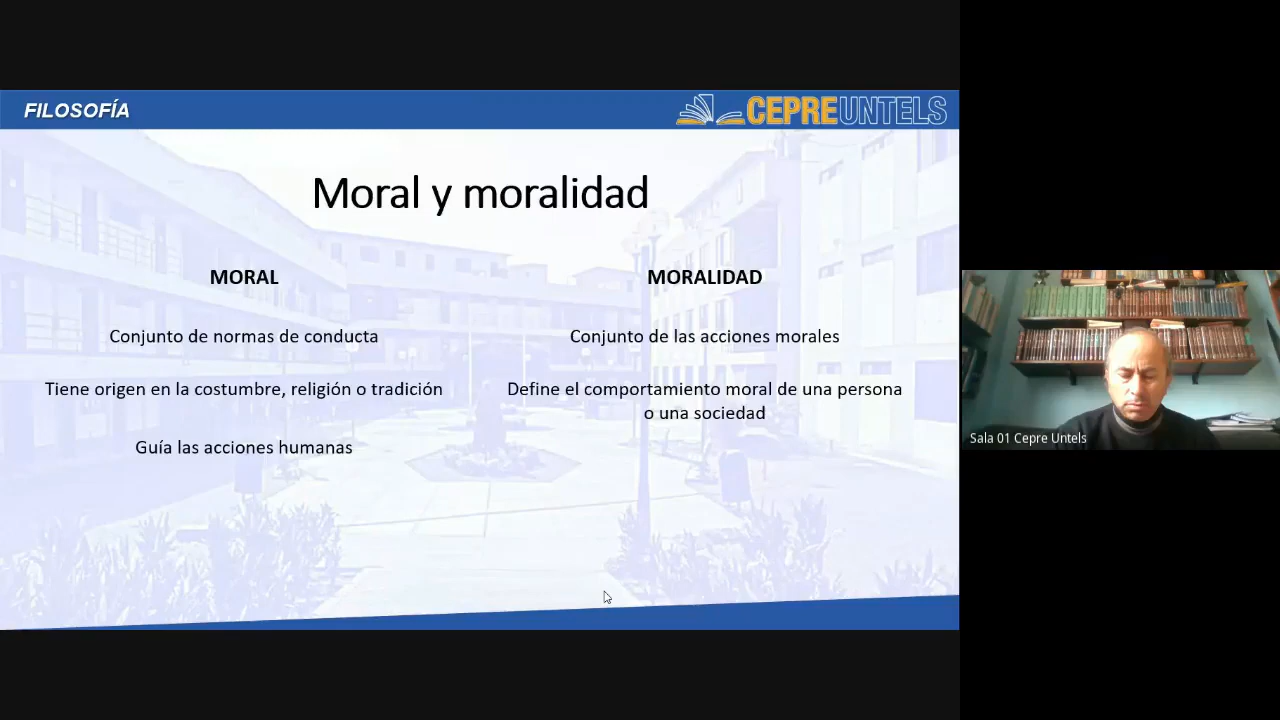 FILOSOFÍA
CEPREUNTELS
Moral y moralidad
MORAL
Conjunto de normas de conducta
Tiene origen en la costumbre, religión o tradición
Guía las acciones humanas
MORALIDAD
Conjunto de las acciones morales
Define el comportamiento moral de una persona
o una sociedad
Sala 01 Cepre Untels